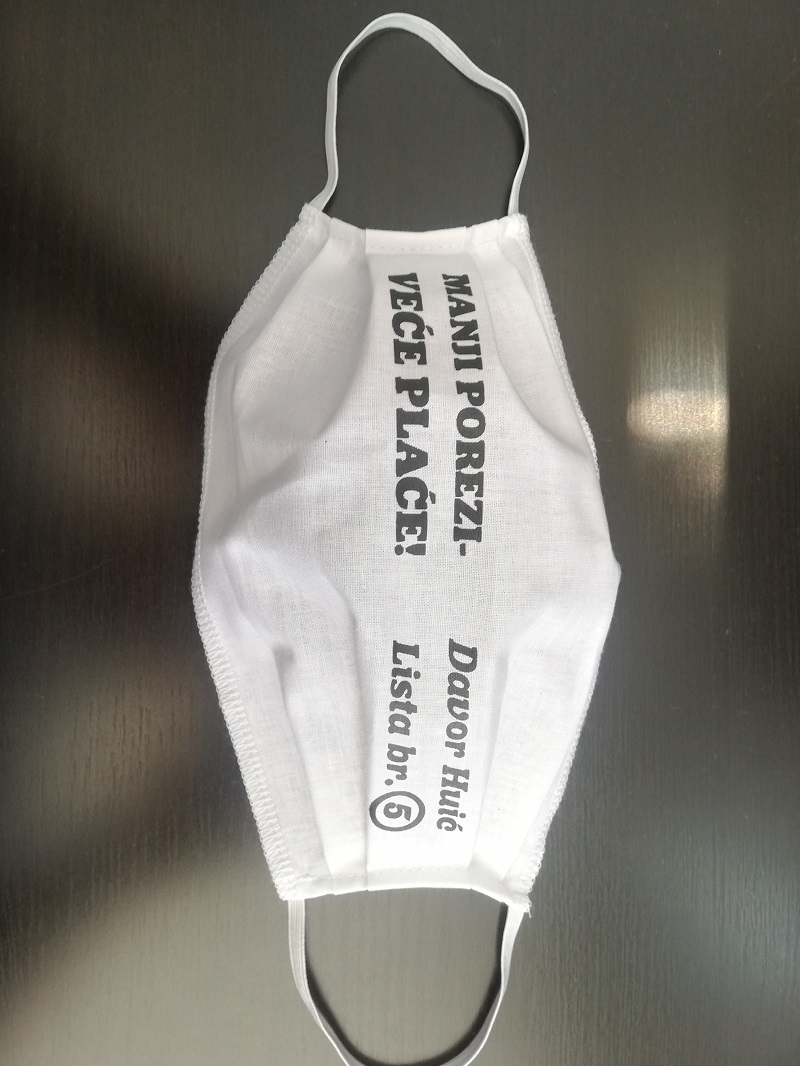 MANJI POREZI-
VEĆE PLAĆE!
Davor Huić
Lista br. 5